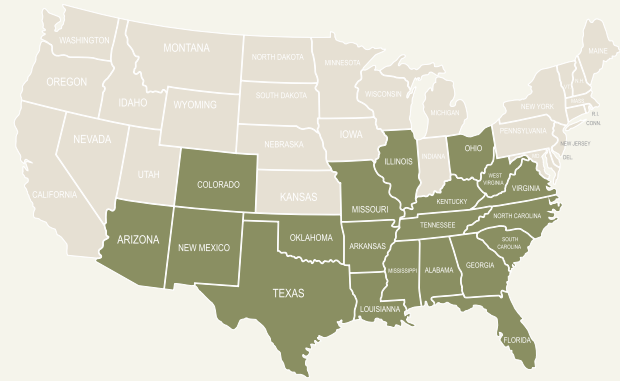 WASHINGTON
MONTANA
NORTH DAKOTA
MINNESOTA
MAINE
OREGON
IDAHO
WYOMING
SOUTH DAKOTA
WISCONSIN
MICHIGAN
NEW YORK
R.I.
CONN.
NEVADA
NEBRASKA
IOWA
PENNSYLVANIA
NEW JERSEY
DEL.
UTAH
COLORADO
ILLINOIS
INDIANA
OHIO
WEST
VIRGINIA
VIRGINIA
CALIFORNIA
KANSAS
MISSOURI
KENTUCKY
NORTH CAROLINA
ARIZONA
NEW MEXICO
OKLAHOMA
ARKANSAS
TENNESSEE
SOUTH
CAROLINA
TEXAS
MISSISSIPPI
ALABAMA
GEORGIA
LOUISIANNA
FLORIDA